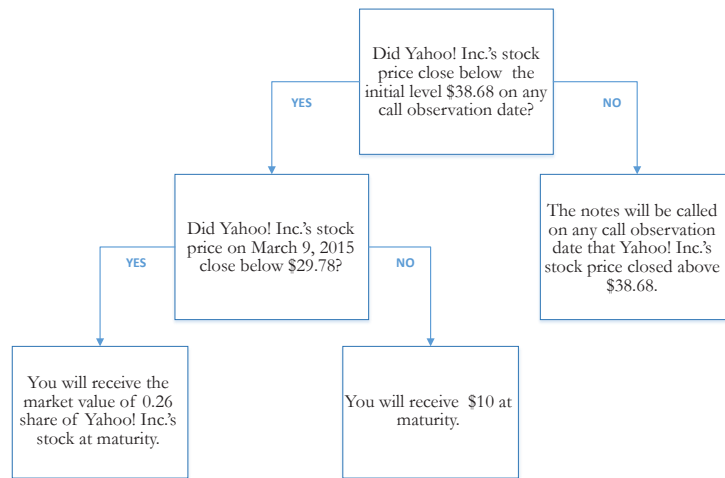 Did Yahoo! Inc.'s stock
price close below the
initial level $38.68 on any
call observation date?
YES
NO
Did Yahoo! Inc.'s stock
price on March 9, 2015
close below $29.78?
The notes will be called
on any call observation
date that Yahoo! Inc.'s
stock price closed above
$38.68.
YES
NO
You will receive the
market value of 0.26
share of Yahoo! Inc.'s
stock at maturity.
You will receive $10 at
maturity.